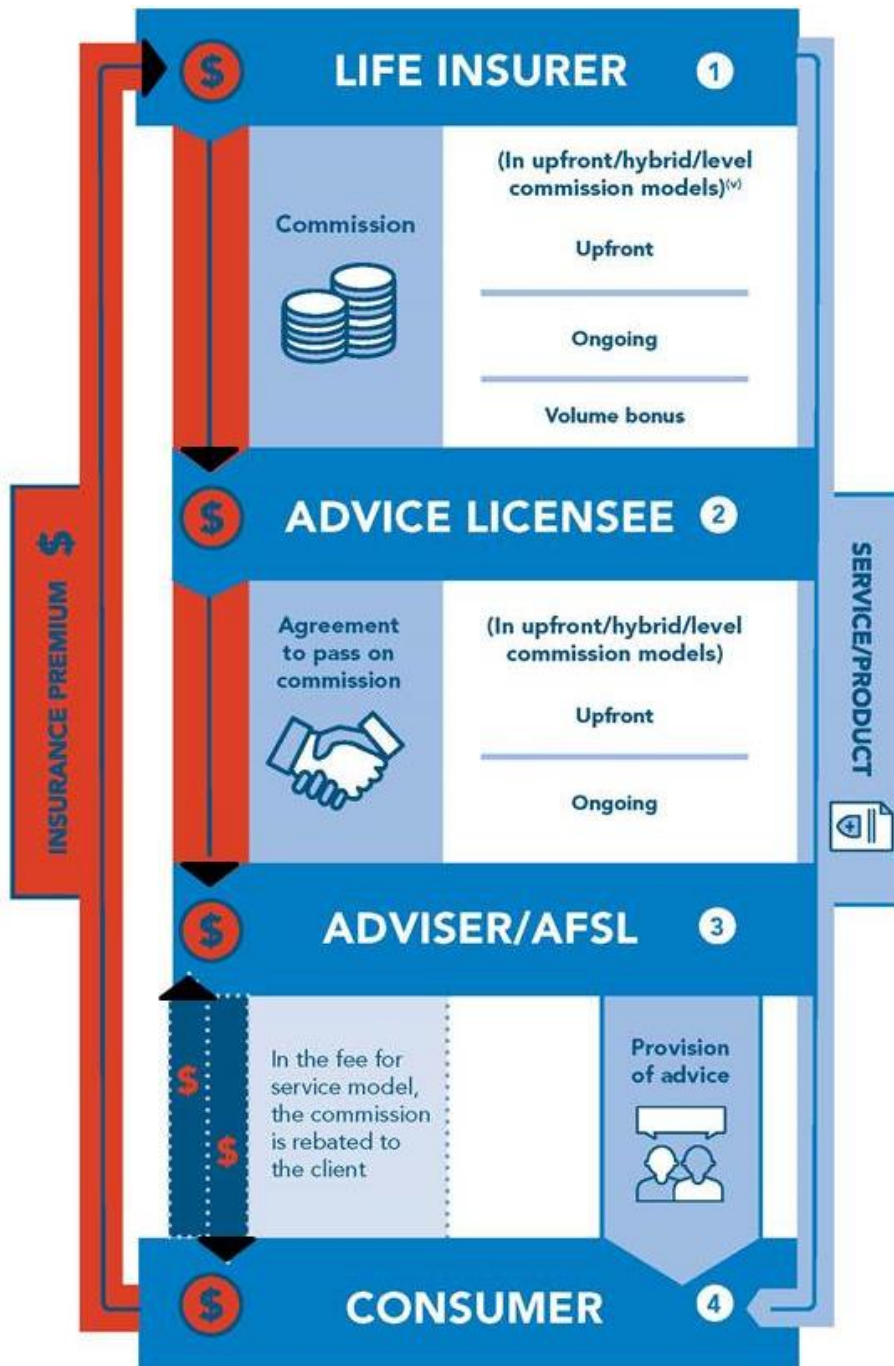 $ LIFE INSURER 1
Commission
(In upfront/hybrid/level
commission models)(v)
Upfront
Ongoing
Volume bonus
$ ADVICE LICENSEE 2
INSURANCE PREMIUM $
SERVICE/PRODUCT
Agreement
to pass on
commission
(In upfront/hybrid/level
commission models)
Upfront
Ongoing
$ ADVISER/AFSL 3
$
$
In the fee for
service model,
the commission
is rebated to
the client
Provision
of advice
$ CONSUMER 4